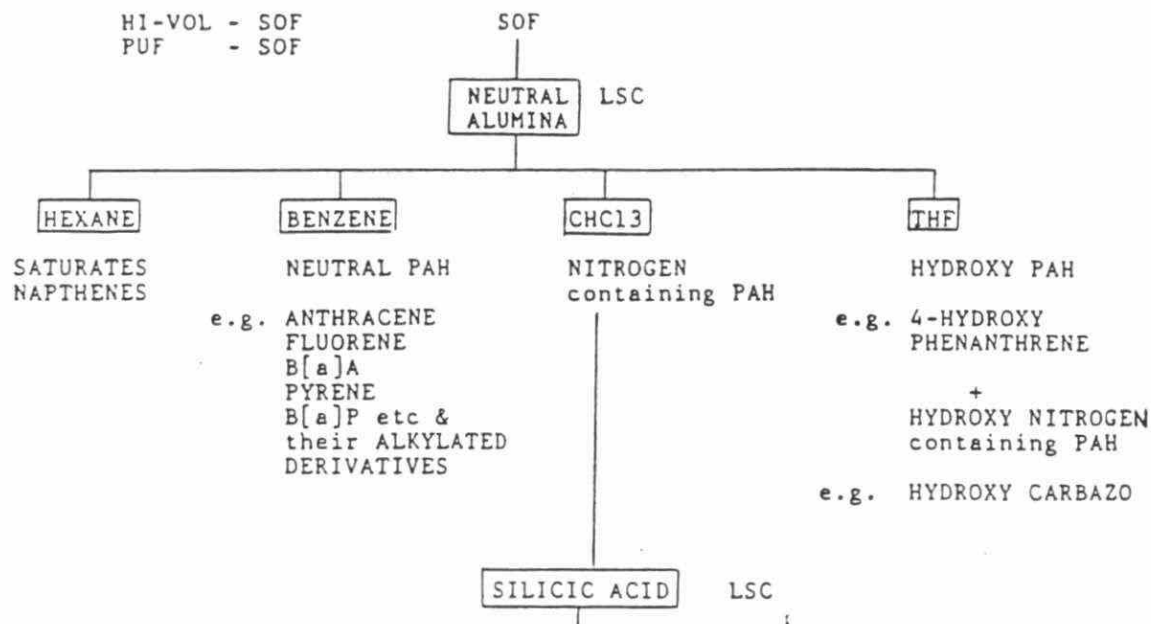 HI-VOL - SOF
PUF - SOF
SOF
NEUTRAL ALUMINA
LSC
HEXANE
SATURATES
NAPTHENES
BENZENE
NEUTRAL PAH
e.g. ANTHRACENE
FLUORENE
B[a]A
PYRENE
B[a]P etc &
their ALKYLATED
DERIVATIVES
CHCl3
NITROGEN
containing PAH
THF
HYDROXY PAH
e.g. 4-HYDROXY
PHENANTHRENE
+
HYDROXY NITROGEN
containing PAH
e.g. HYDROXY CARBAZO
SILICIC ACID
LSC